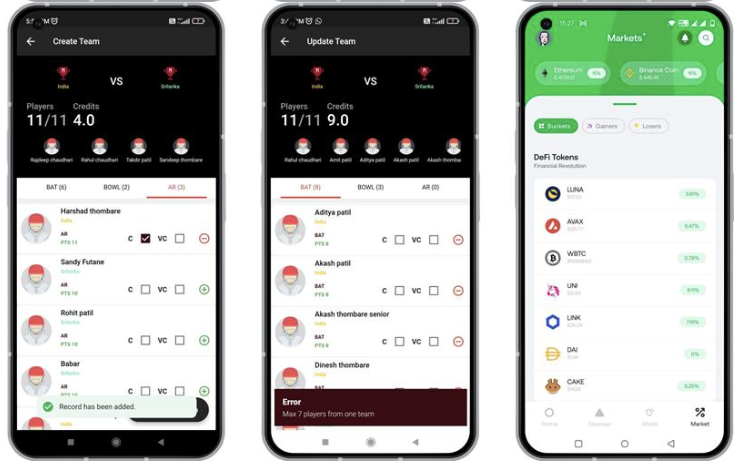 Create Team
VS
India
Srilanka
Players
Credits
11/11
4.0
Rajdeep chaudhari
Rahul chaudhari
Takdir patil
Sandeep thombare
BAT (6)
BOWL (2)
AR (3)
Harshad thombare
India
AR
PTS 11
C
VC
Sandy Futane
Srilanka
AR
PTS 10
C
VC
Rohit patil
Srilanka
AR
PTS 10
C
VC
Babar
Srilanka
AR
C
VC
Record has been added.
Update Team
VS
India
Srilanka
Players
Credits
11/11
9.0
Rahul chaudhari
Amit patil
Aditya patil
Akash patil
Akash thomba
BAT (8)
BOWL (3)
AR (0)
Aditya patil
India
BAT
PTS 8
C
VC
Akash patil
India
BAT
PTS 8
C
VC
Akash thombare senior
India
BAT
PTS 8
C
VC
Dinesh thombare
India
BAT
Error
Max 7 players from one team
15:27
Markets
Ethereum
Binance Coin
Buckets
Gainers
Losers
DeFi Tokens
Financial Revolution
LUNA
AVAX
WBTC
UNI
LINK
DAI
0%
CAKE
Home
Discover
Market